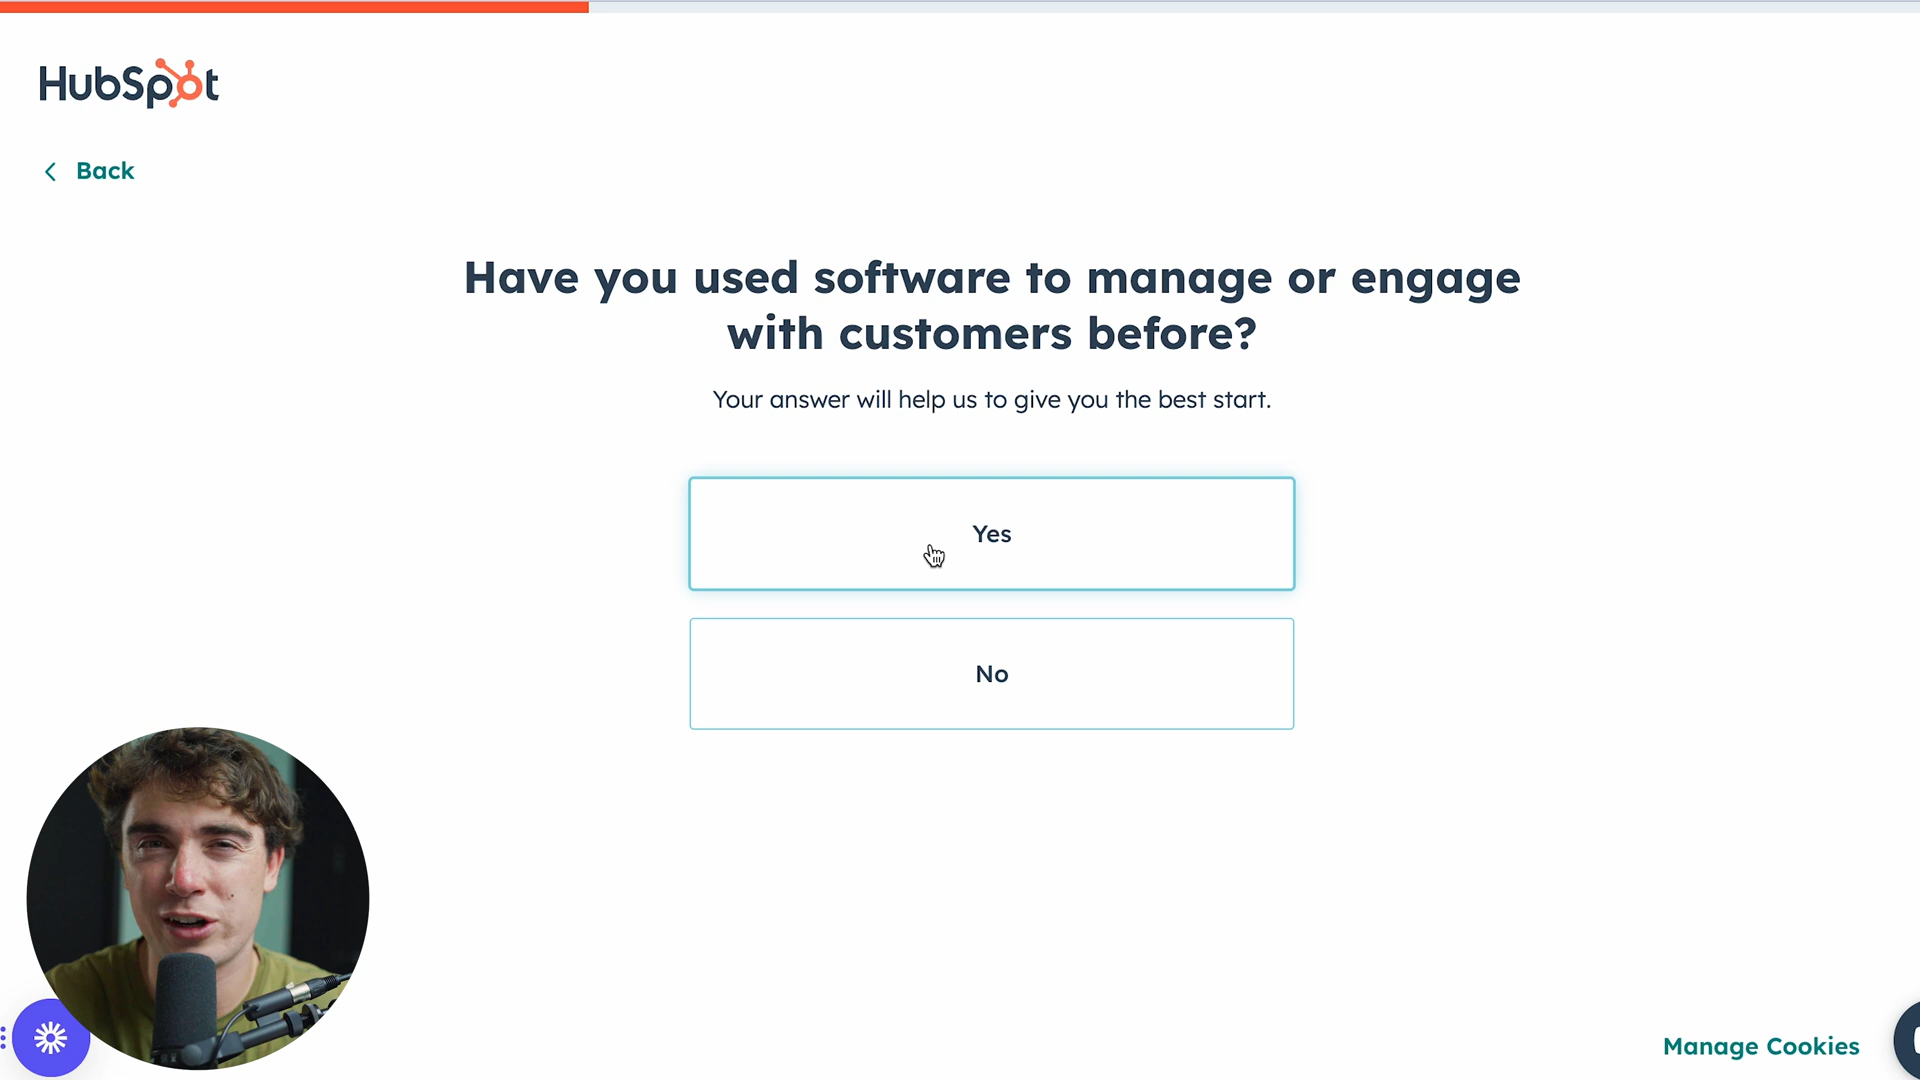 HubSpot
Back
Have you used software to manage or engage
with customers before?
Your answer will help us to give you the best start.
Yes
No
Manage Cookies